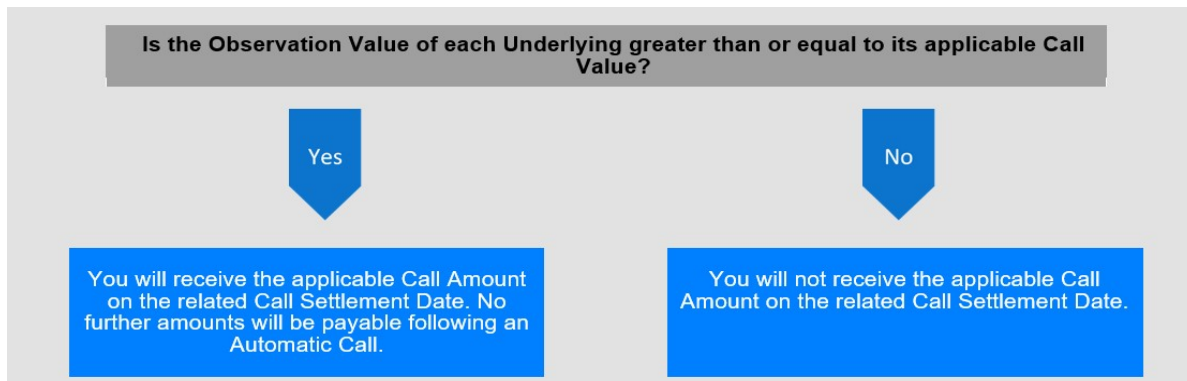 Is the Observation Value of each Underlying greater than or equal to its applicable Call
Value?
Yes
No
You will receive the applicable Call Amount
on the related Call Settlement Date. No
further amounts will be payable following an
Automatic Call.
You will not receive the applicable Call
Amount on the related Call Settlement Date.